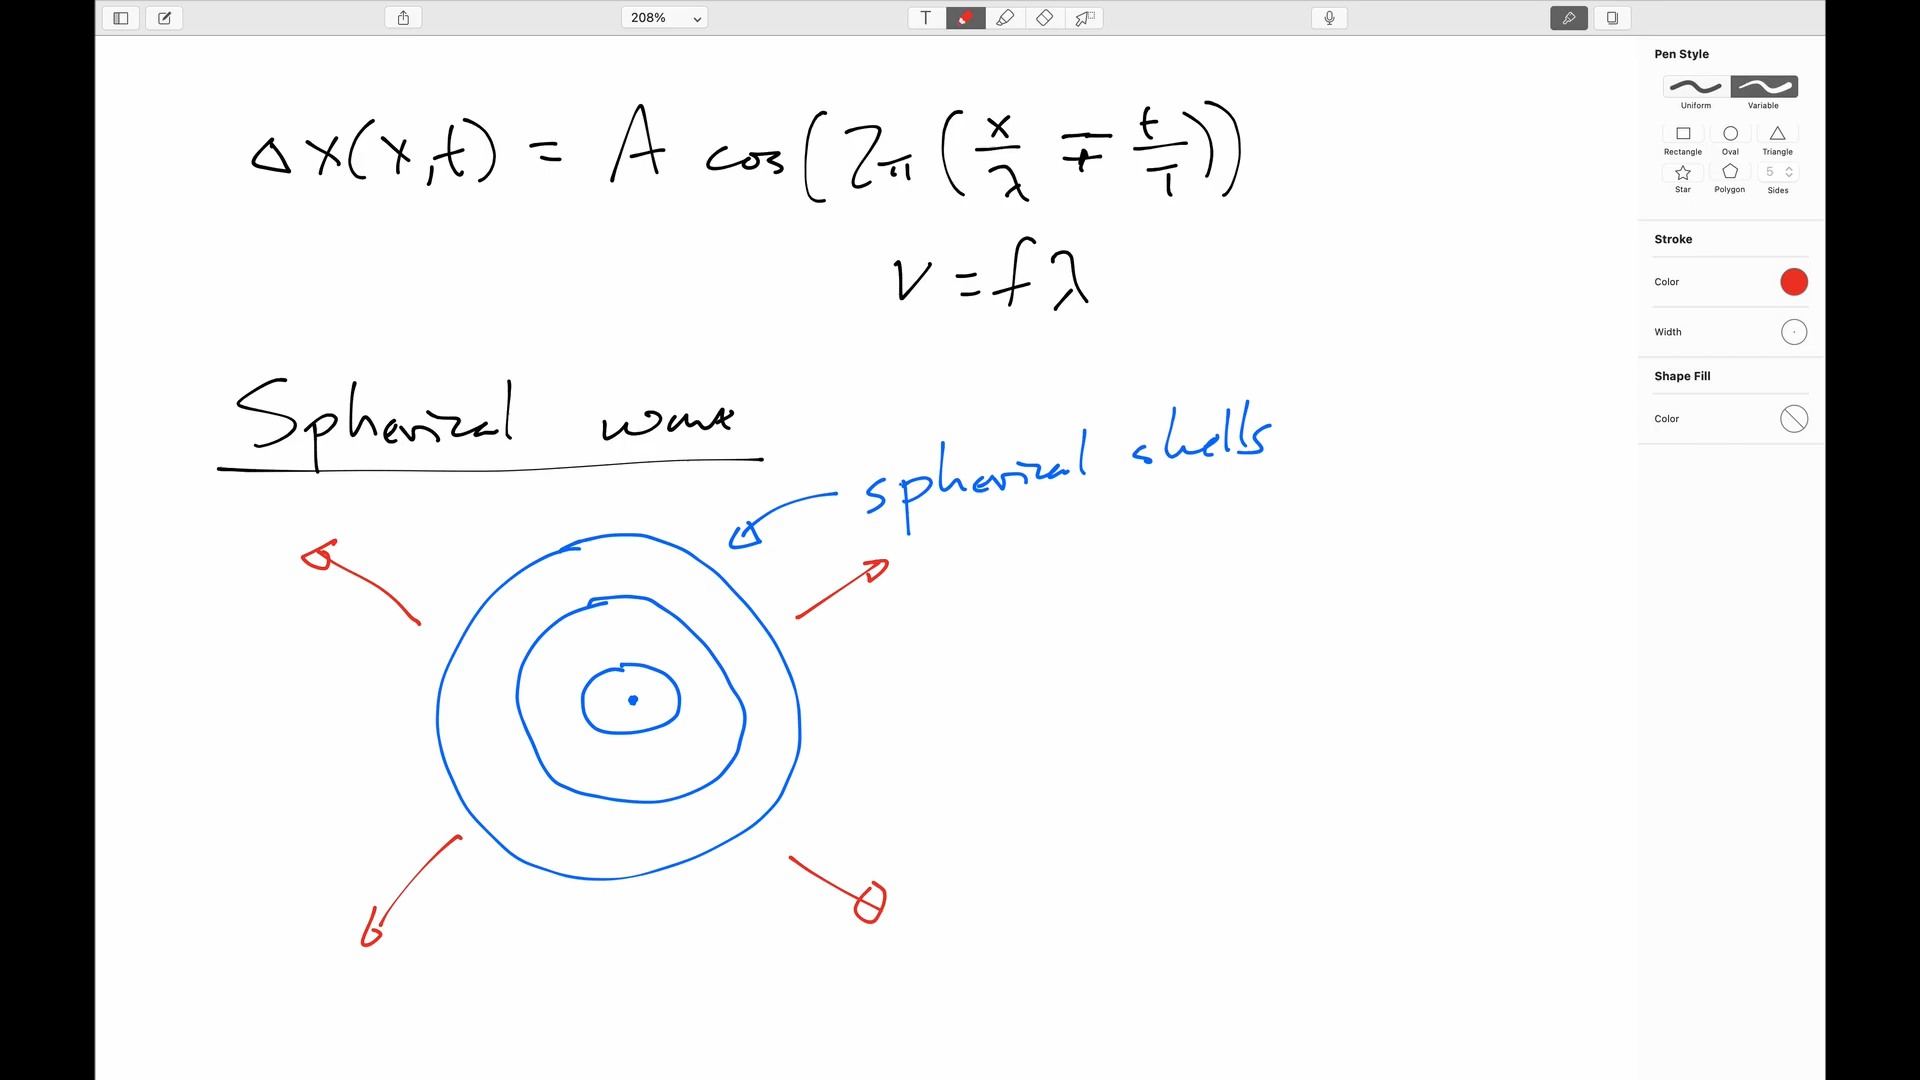 208%
T
Δx(x,t) = A cos(2π(x/λ ∓ t/T))
v = fλ
Spherical wave
spherical shells
Pen Style
Uniform Variable
Rectangle Oval Triangle
5
Star Polygon Sides
Stroke
Color
Width
Shape Fill
Color